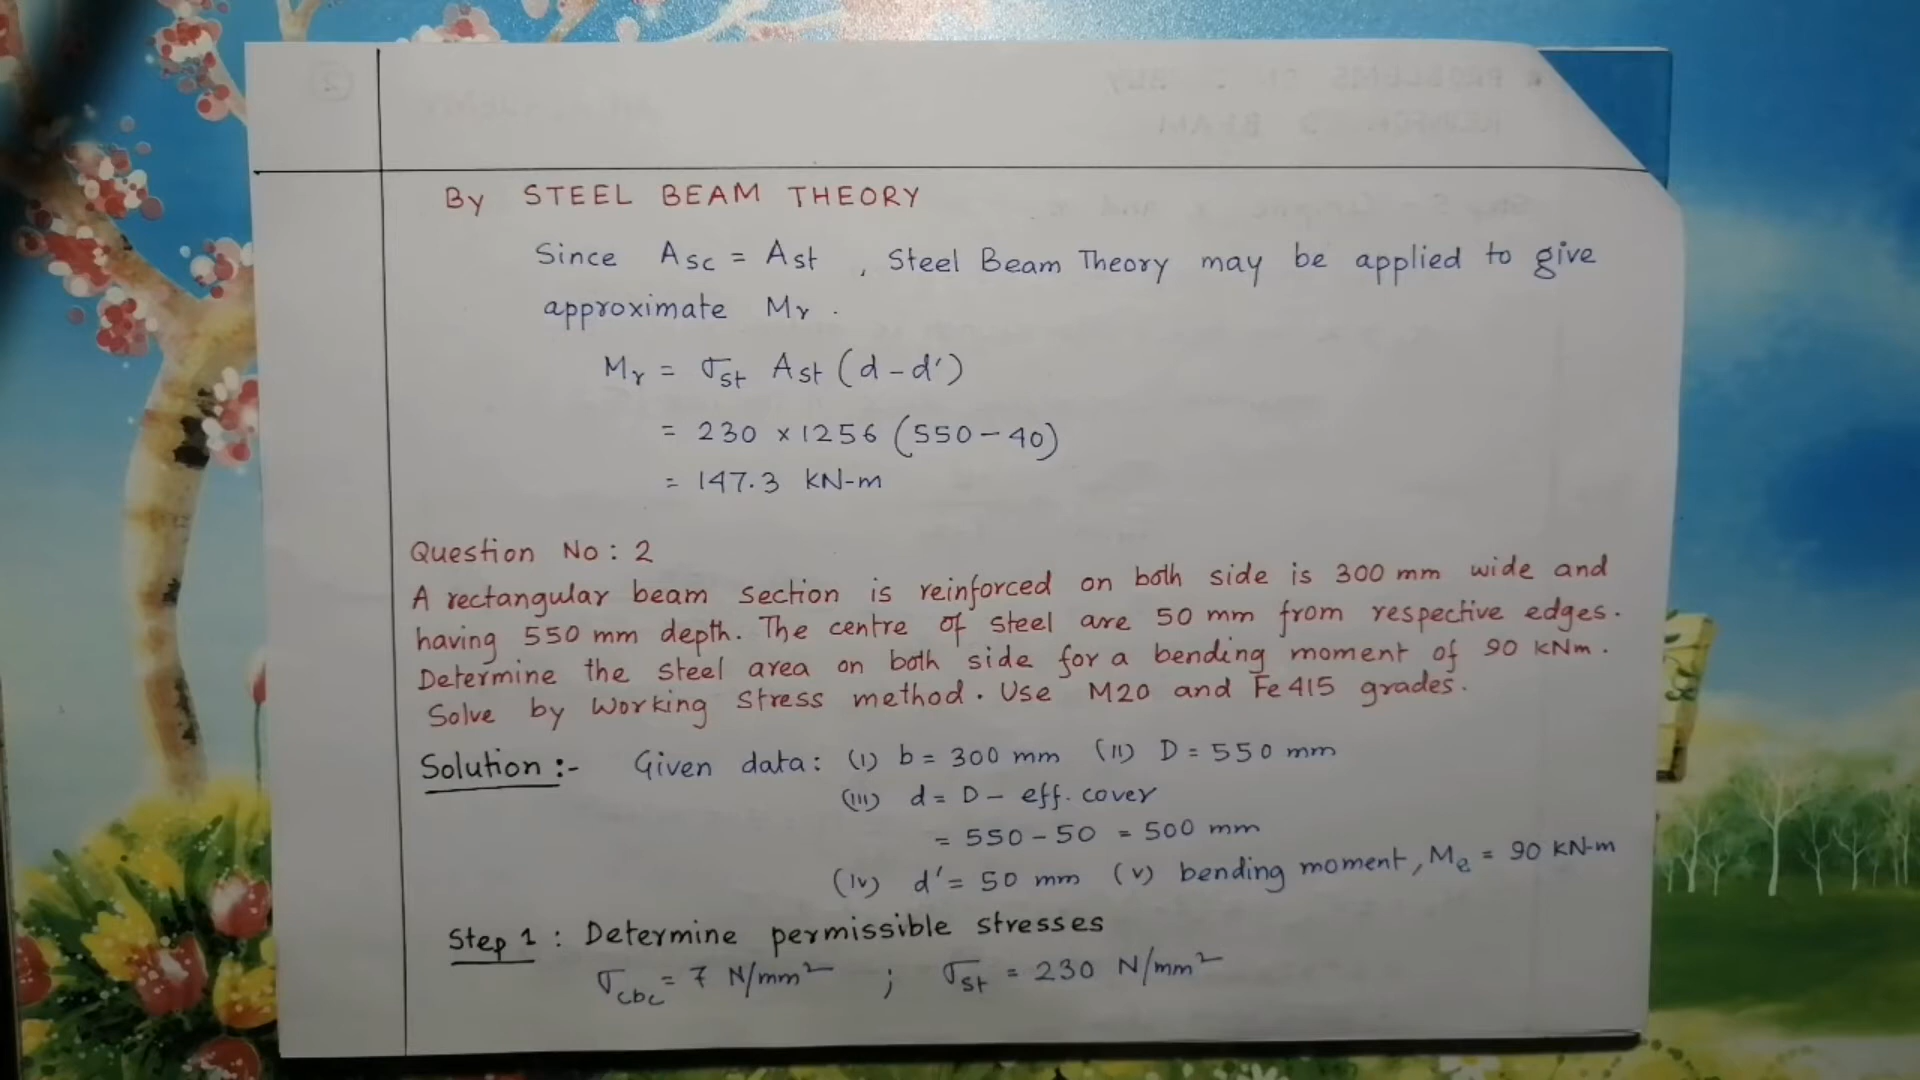 By STEEL BEAM THEORY
Since Asc = Ast , Steel Beam Theory may be applied to give
approximate Mr .
Mr = σst Ast (d-d')
= 230 × 1256 (550-40)
= 147.3 kN-m
Question No : 2
A rectangular beam section is reinforced on both side is 300 mm wide and
having 550 mm depth. The centre of steel are 50 mm from respective edges.
Determine the steel area on both side for a bending moment of 90 kNm.
Solve by Working Stress method. Use M20 and Fe 415 grades.
Solution :- Given data: (i) b = 300 mm (ii) D = 550 mm
(iii) d = D - eff. cover
= 550 - 50 = 500 mm
(iv) d' = 50 mm (v) bending moment, Me = 90 kN-m
Step 1 : Determine permissible stresses
σcbc = 7 N/mm² ; σst = 230 N/mm²